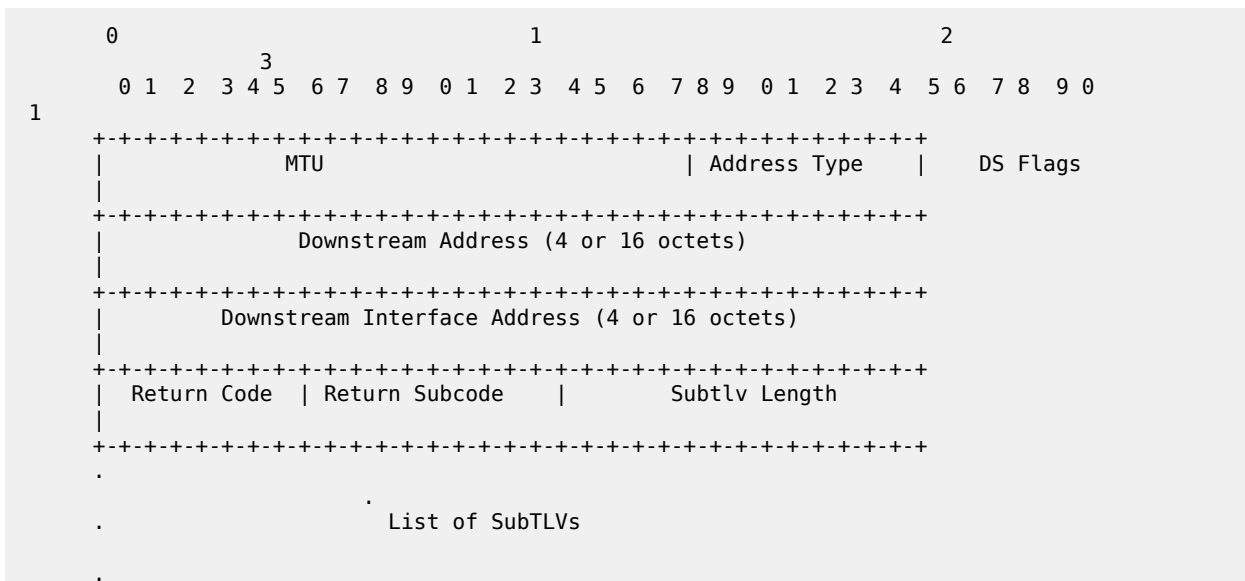 0 1 2
3
0 1 2 3 4 5 6 7 8 9 0 1 2 3 4 5 6 7 8 9 0 1 2 3 4 5 6 7 8 9 0
1
+-+-+-+-+-+-+-+-+-+-+-+-+-+-+-+-+-+-+-+-+-+-+-+-+-+-+-+-+-+-+-+-+
| MTU | Address Type | DS Flags
|
+-+-+-+-+-+-+-+-+-+-+-+-+-+-+-+-+-+-+-+-+-+-+-+-+-+-+-+-+-+-+-+-+
| Downstream Address (4 or 16 octets)
|
+-+-+-+-+-+-+-+-+-+-+-+-+-+-+-+-+-+-+-+-+-+-+-+-+-+-+-+-+-+-+-+-+
| Downstream Interface Address (4 or 16 octets)
|
+-+-+-+-+-+-+-+-+-+-+-+-+-+-+-+-+-+-+-+-+-+-+-+-+-+-+-+-+-+-+-+-+
| Return Code | Return Subcode | Subtlv Length
|
+-+-+-+-+-+-+-+-+-+-+-+-+-+-+-+-+-+-+-+-+-+-+-+-+-+-+-+-+-+-+-+-+
.
.
. List of SubTLVs
.